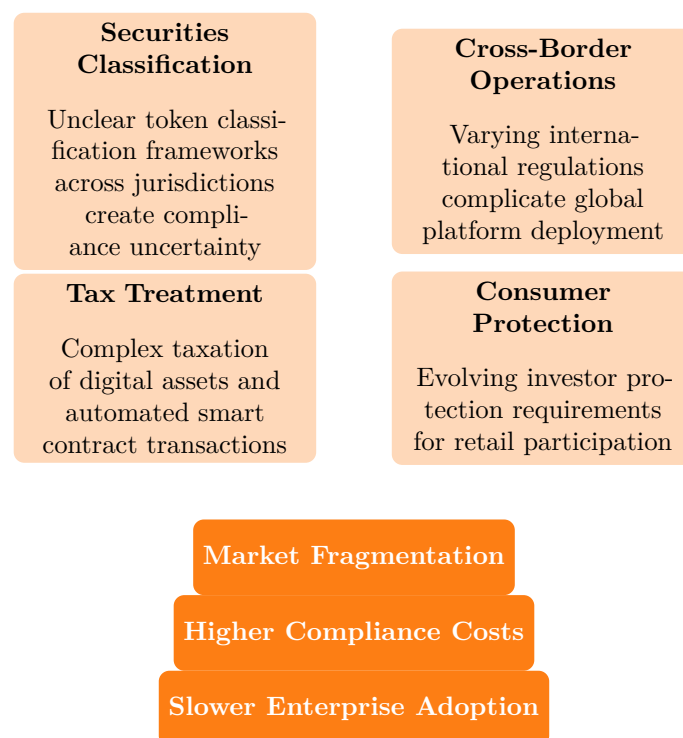 Securities
Classification
Unclear token classi-
fication frameworks
across jurisdictions
create compli-
ance uncertainty
Cross-Border
Operations
Varying interna-
tional regulations
complicate global
platform deployment
Tax Treatment
Complex taxation
of digital assets and
automated smart
contract transactions
Consumer
Protection
Evolving investor pro-
tection requirements
for retail participation
Market Fragmentation
Higher Compliance Costs
Slower Enterprise Adoption